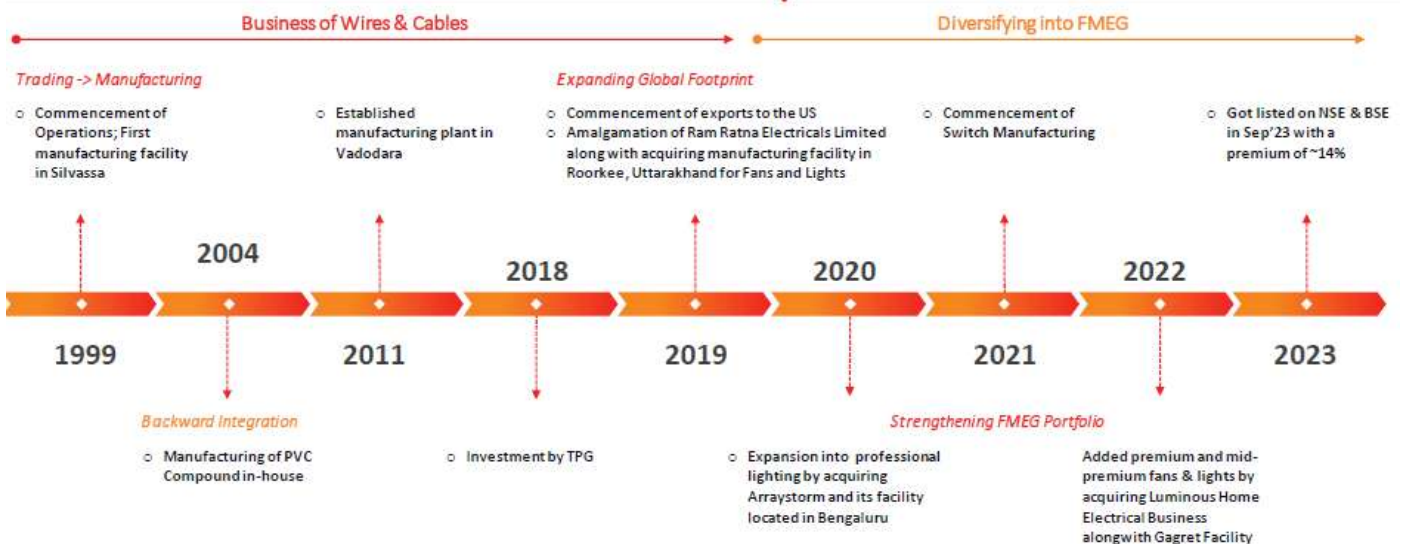 Business of Wires & Cables
Diversifying into FMEG
Trading -> Manufacturing
Expanding Global Footprint
o Commencement of
Operations; First
manufacturing facility
in Silvassa
o Established
manufacturing plant in
Vadodara
o Commencement of exports to the US
o Amalgamation of Ram Ratna Electricals Limited
along with acquiring manufacturing facility in
Roorkee, Uttarakhand for Fans and Lights
o Commencement of
Switch Manufacturing
o Got listed on NSE & BSE
in Sep'23 with a
premium of ~14%
2004
2018
2020
2022
1999
2011
2019
2021
2023
Backward Integration
Strengthening FMEG Portfolio
o Manufacturing of PVC
Compound in-house
o Investment by TPG
o Expansion into professional
lighting by acquiring
Arraystorm and its facility
located in Bengaluru
Added premium and mid-
premium fans & lights by
acquiring Luminous Home
Electrical Business
alongwith Gagret Facility